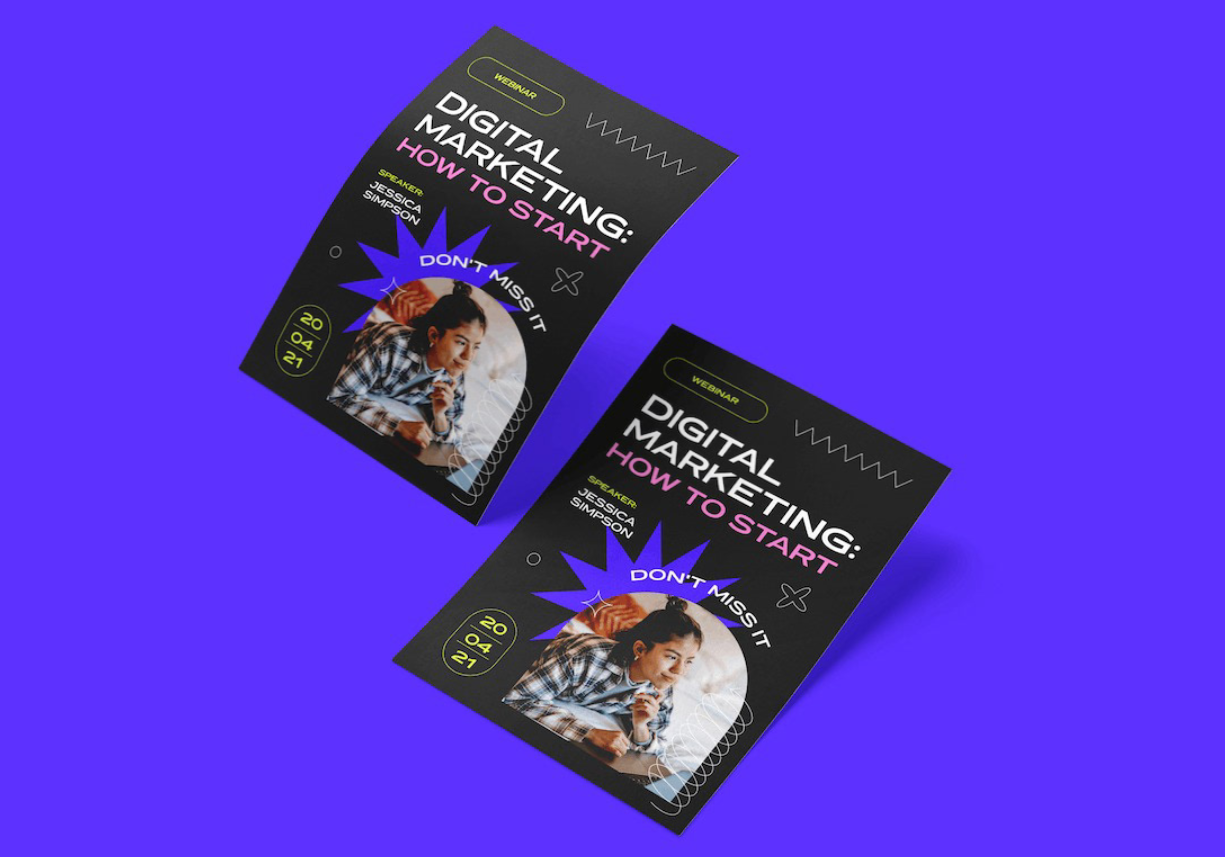 WEBINAR
DIGITAL
MARKETING:
HOW TO START
SPEAKER:
JESSICA
SIMPSON
DON'T MISS IT
20
04
21
WEBINAR
DIGITAL
MARKETING:
HOW TO START
SPEAKER:
JESSICA
SIMPSON
DON'T MISS IT
20
04
21